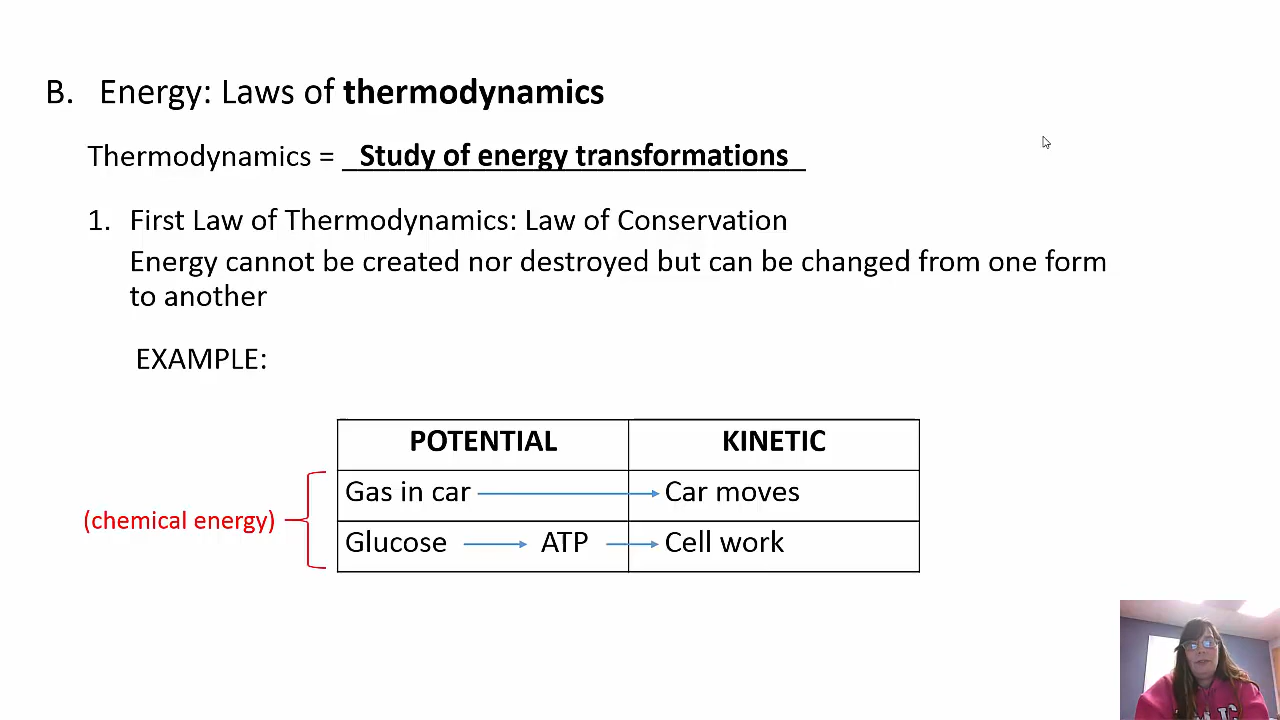 B. Energy: Laws of thermodynamics
Thermodynamics = Study of energy transformations
1. First Law of Thermodynamics: Law of Conservation
Energy cannot be created nor destroyed but can be changed from one form
to another
EXAMPLE:
POTENTIAL KINETIC
Gas in car Car moves
(chemical energy)
Glucose ATP Cell work